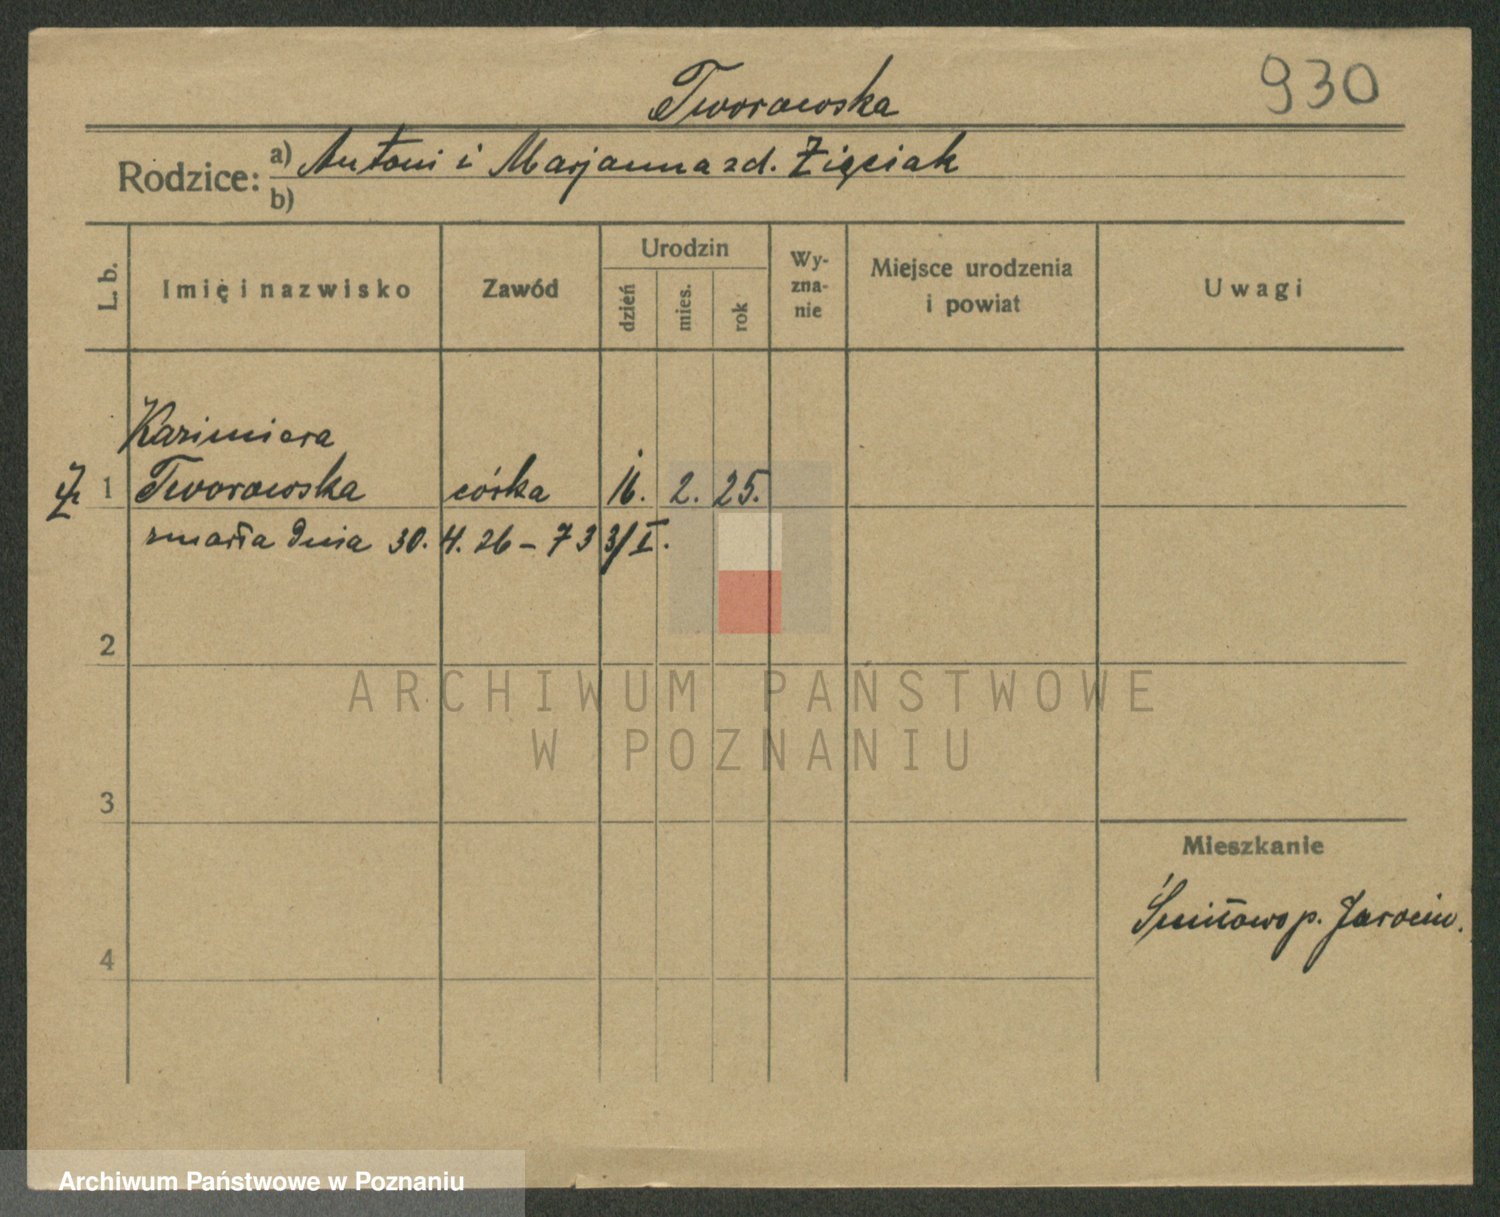 930
Tworowska
Rodzice: a) Antoni i Marjanna zd. Zięciak
b)
L. b.
Imię i nazwisko
Zawód
Urodzin
dzień
mies.
rok
Wy-
zna-
nie
Miejsce urodzenia
i powiat
Uwagi
Kazimiera
1 Tworowska córka 16. 2. 25.
zmarła dnia 30. 4. 26 – 733/I.
2
3
4
Mieszkanie
p. Jarocin.
ARCHIWUM PAŃSTWOWE
W POZNANIU
Archiwum Państwowe w Poznaniu